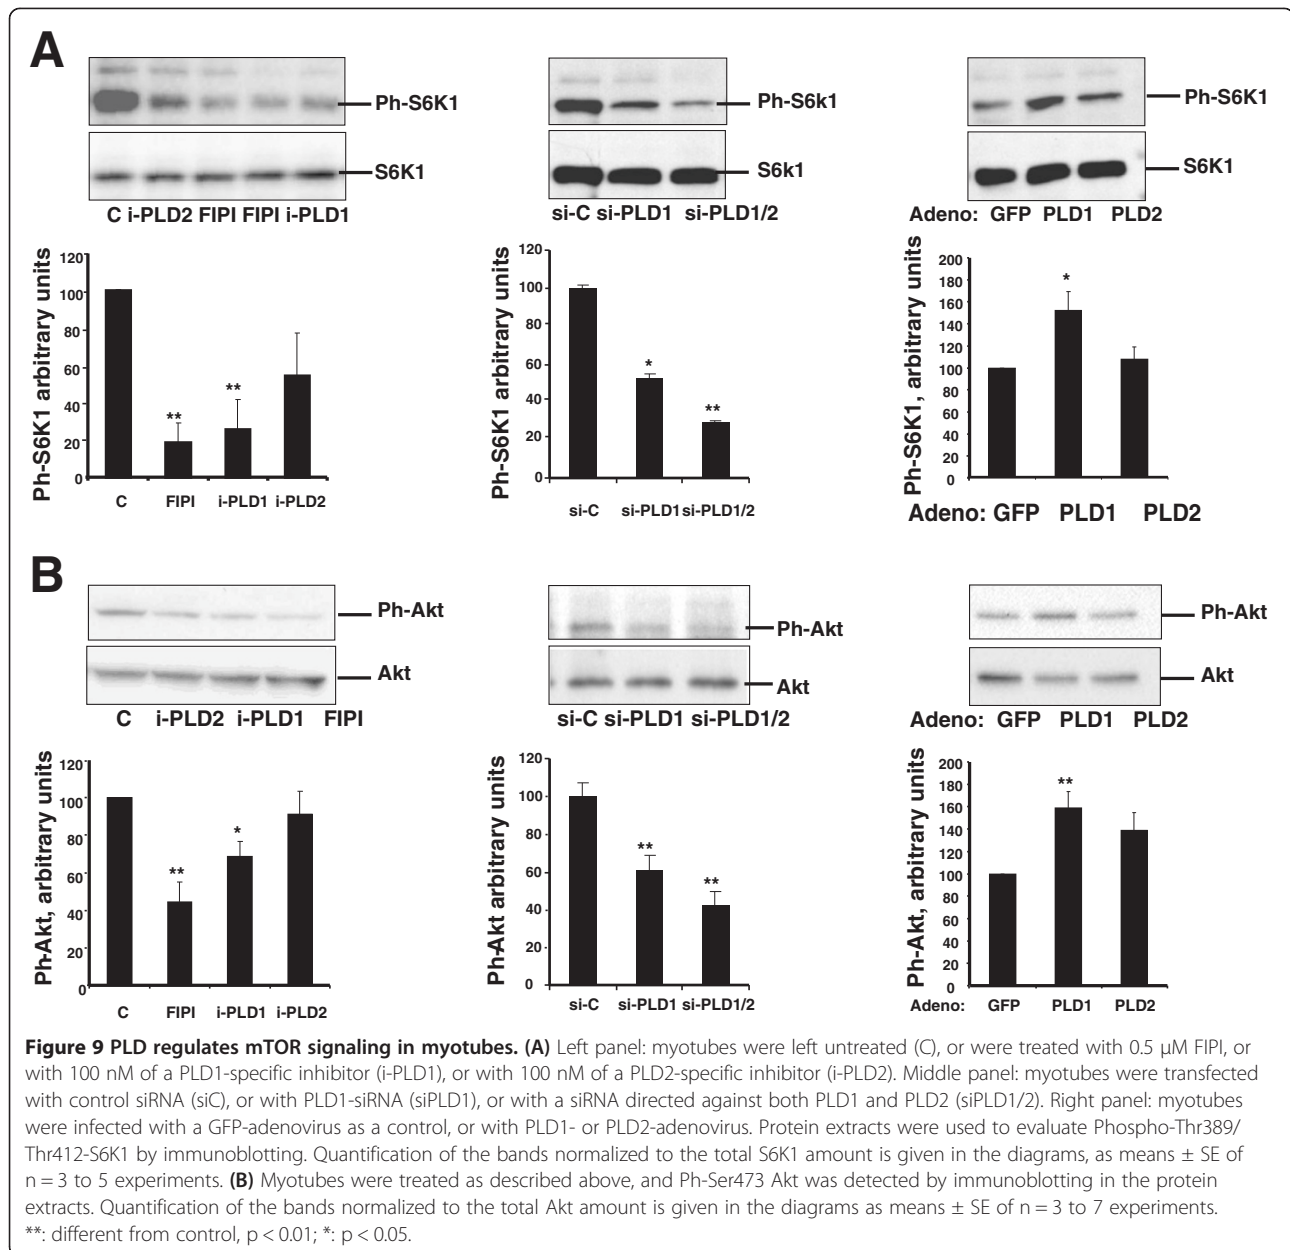 A
Ph-S6K1
S6K1
C i-PLD2 FIPI FIPI i-PLD1
Ph-S6k1
S6k1
si-C si-PLD1 si-PLD1/2
Ph-S6K1
S6K1
Adeno: GFP PLD1 PLD2
Ph-S6K1 arbitrary units
120
100
80
60
40
20
0
**
**
C FIPI i-PLD1 i-PLD2
Ph-S6K1 arbitrary units
120
100
80
60
40
20
0
*
**
si-C si-PLD1 si-PLD1/2
Ph-S6K1, arbitrary units
200
180
160
140
120
100
80
60
40
20
0
*
Adeno: GFP PLD1 PLD2
B
Ph-Akt
Akt
C i-PLD2 i-PLD1 FIPI
Ph-Akt
Akt
si-C si-PLD1 si-PLD1/2
Ph-Akt
Akt
Adeno: GFP PLD1 PLD2
Ph-Akt, arbitrary units
120
100
80
60
40
20
0
**
*
C FIPI i-PLD1 i-PLD2
Ph-Akt arbitrary units
120
100
80
60
40
20
0
**
**
si-C si-PLD1 si-PLD1/2
Ph-Akt, arbitrary units
200
180
160
140
120
100
80
60
40
20
0
**
Adeno: GFP PLD1 PLD2
Figure 9 PLD regulates mTOR signaling in myotubes. (A) Left panel: myotubes were left untreated (C), or were treated with 0.5 μM FIPI, or
with 100 nM of a PLD1-specific inhibitor (i-PLD1), or with 100 nM of a PLD2-specific inhibitor (i-PLD2). Middle panel: myotubes were transfected
with control siRNA (siC), or with PLD1-siRNA (siPLD1), or with a siRNA directed against both PLD1 and PLD2 (siPLD1/2). Right panel: myotubes
were infected with a GFP-adenovirus as a control, or with PLD1- or PLD2-adenovirus. Protein extracts were used to evaluate Phospho-Thr389/
Thr412-S6K1 by immunoblotting. Quantification of the bands normalized to the total S6K1 amount is given in the diagrams, as means ± SE of
n = 3 to 5 experiments. (B) Myotubes were treated as described above, and Ph-Ser473 Akt was detected by immunoblotting in the protein
extracts. Quantification of the bands normalized to the total Akt amount is given in the diagrams as means ± SE of n = 3 to 7 experiments.
**: different from control, p < 0.01; *: p < 0.05.